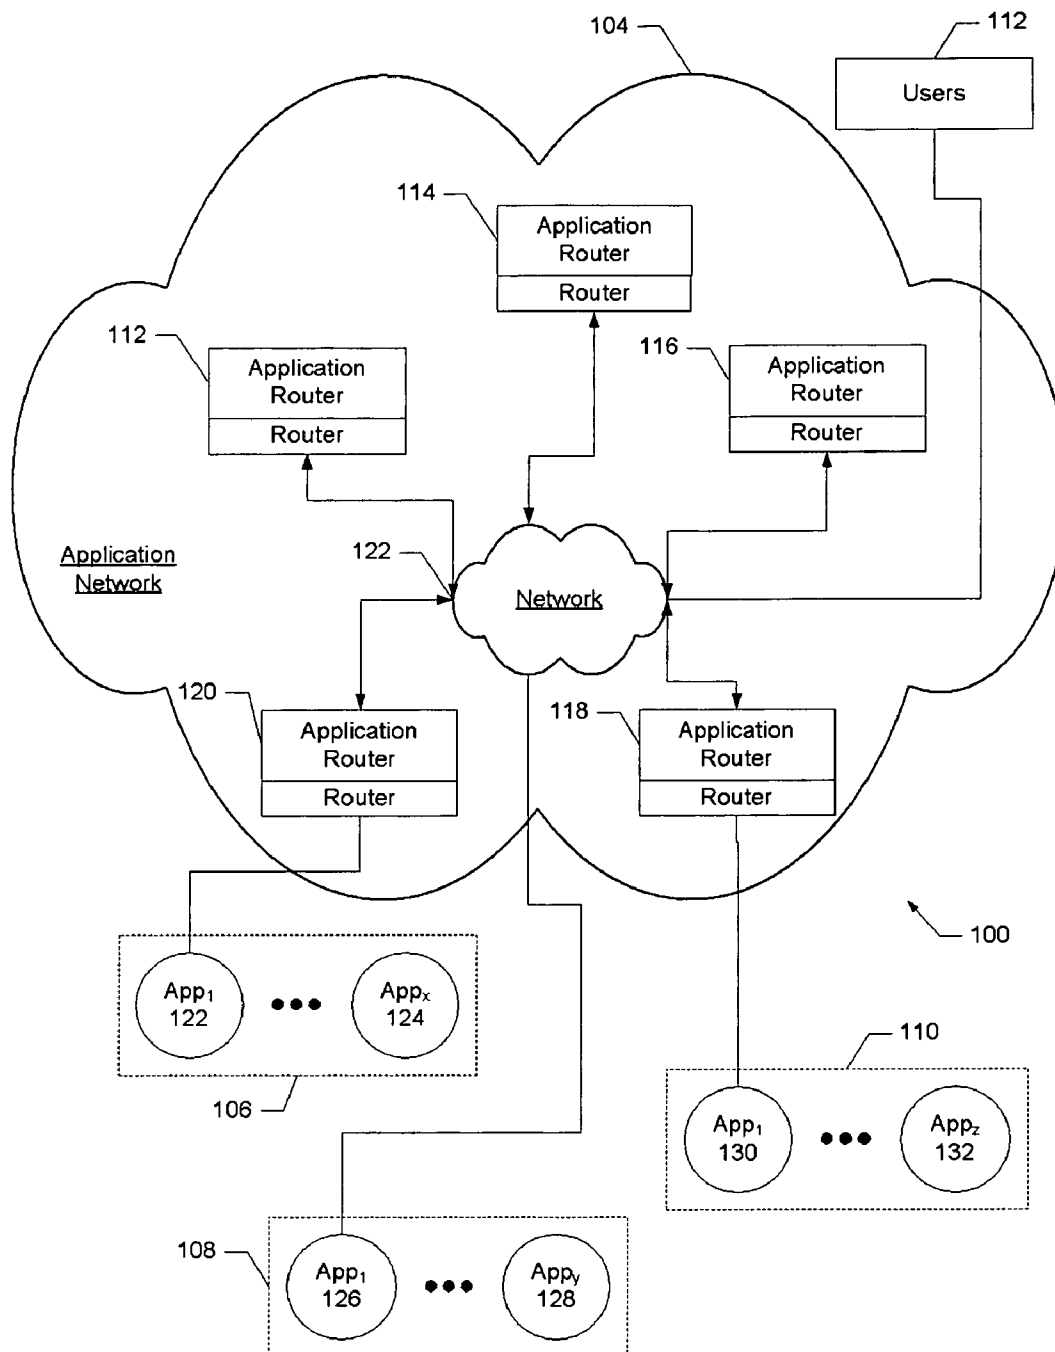 104
112
Users
114
Application
Router
Router
112
Application
Router
Router
116
Application
Router
Router
Application
Network
122
Network
120
Application
Router
Router
118
Application
Router
Router
100
App1
122
Appx
124
106
110
App1
130
Appz
132
108
App1
126
Appy
128